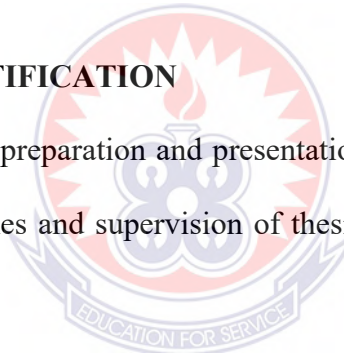 TIFICATION
preparation and presentatio
es and supervision of thes
EDUCATION FOR SERVICE